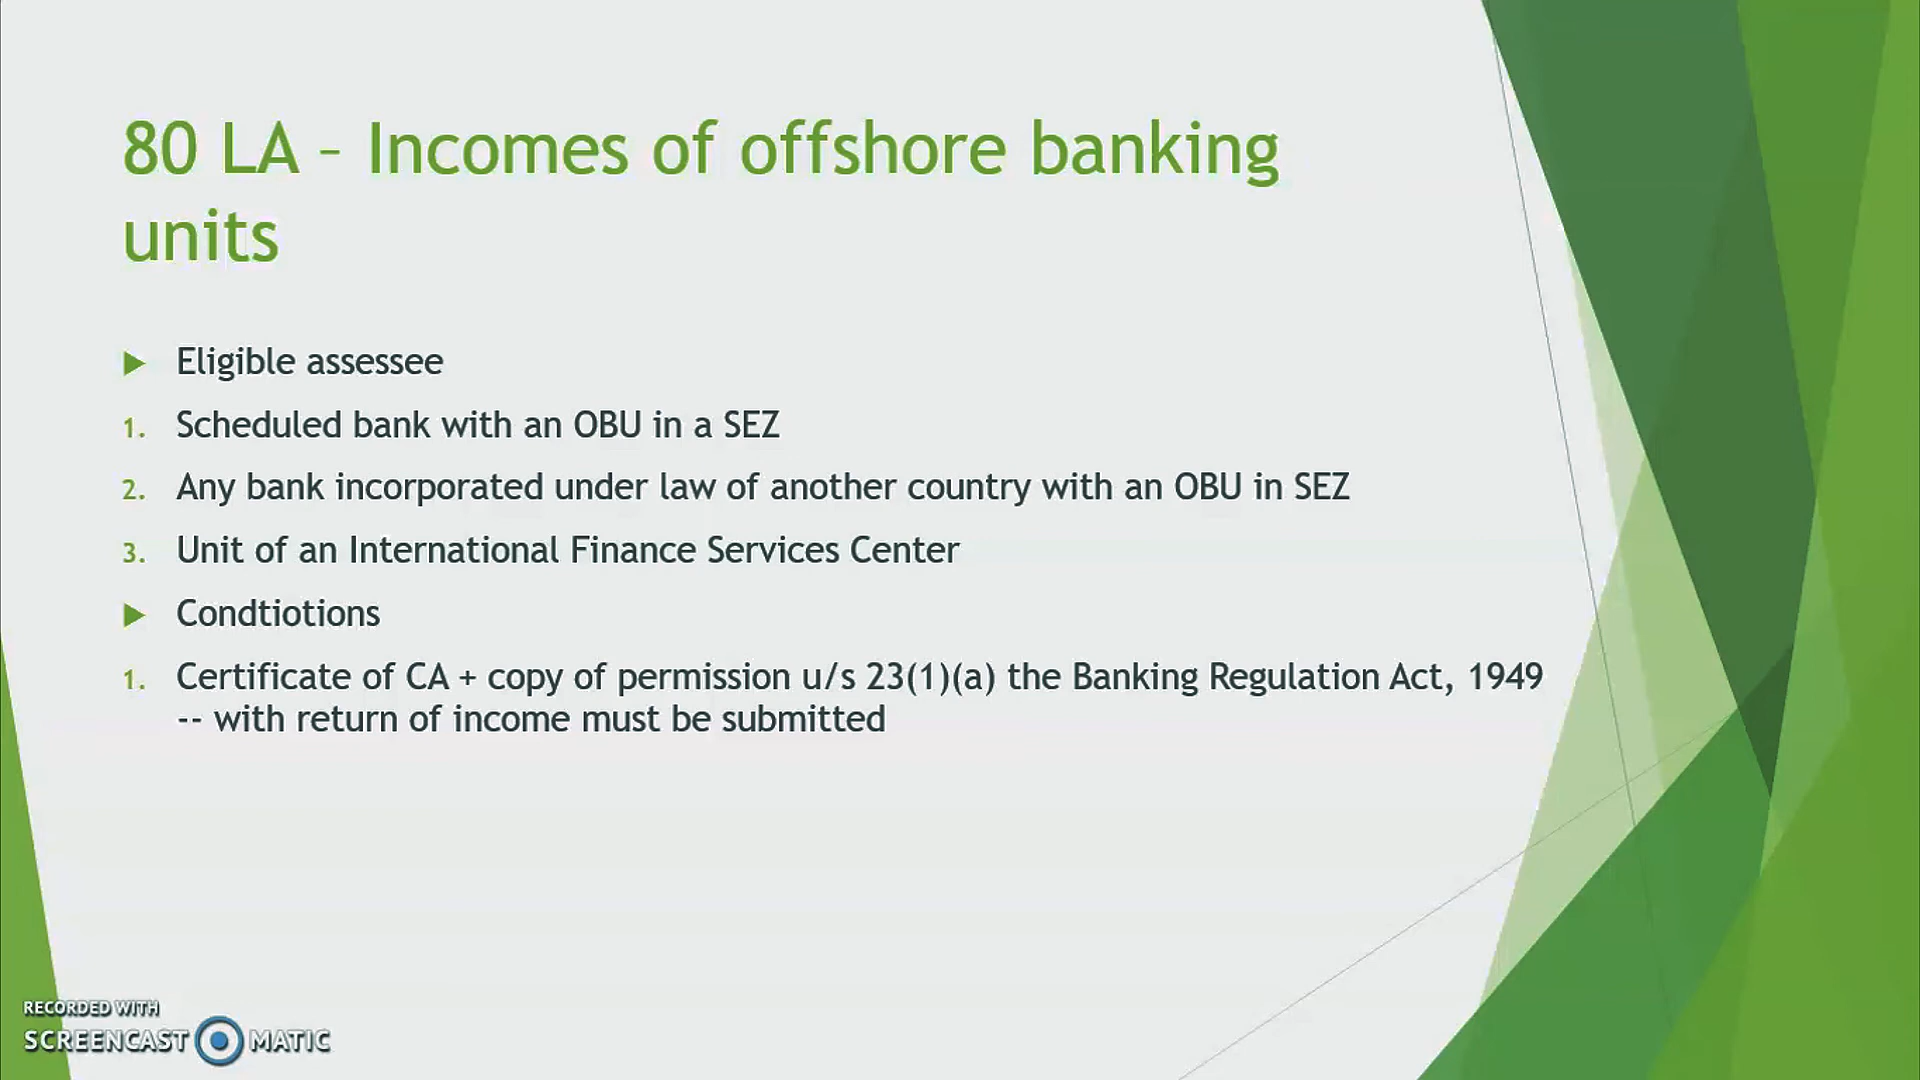 80 LA – Incomes of offshore banking
units
Eligible assessee
1. Scheduled bank with an OBU in a SEZ
2. Any bank incorporated under law of another country with an OBU in SEZ
3. Unit of an International Finance Services Center
Condtiotions
1. Certificate of CA + copy of permission u/s 23(1)(a) the Banking Regulation Act, 1949
-- with return of income must be submitted
RECORDED WITH
SCREENCAST MATIC